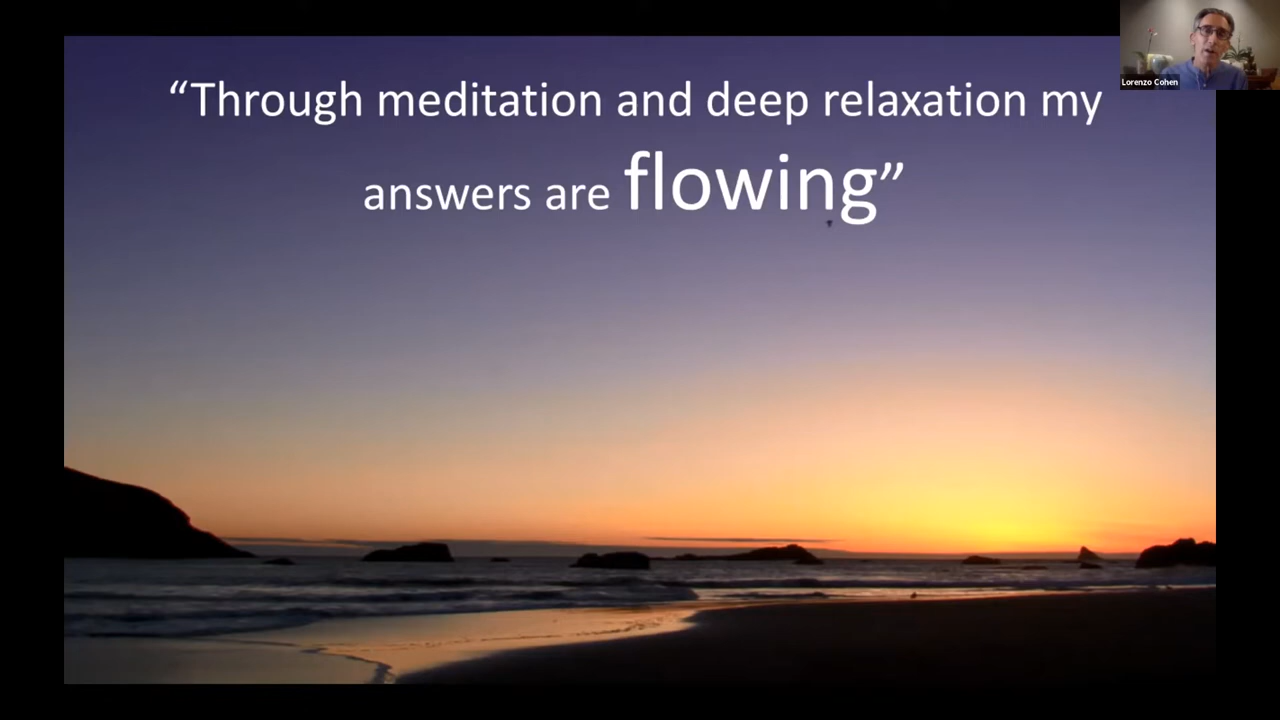 “Through meditation and deep relaxation my
answers are flowing”
Lorenzo Cohen